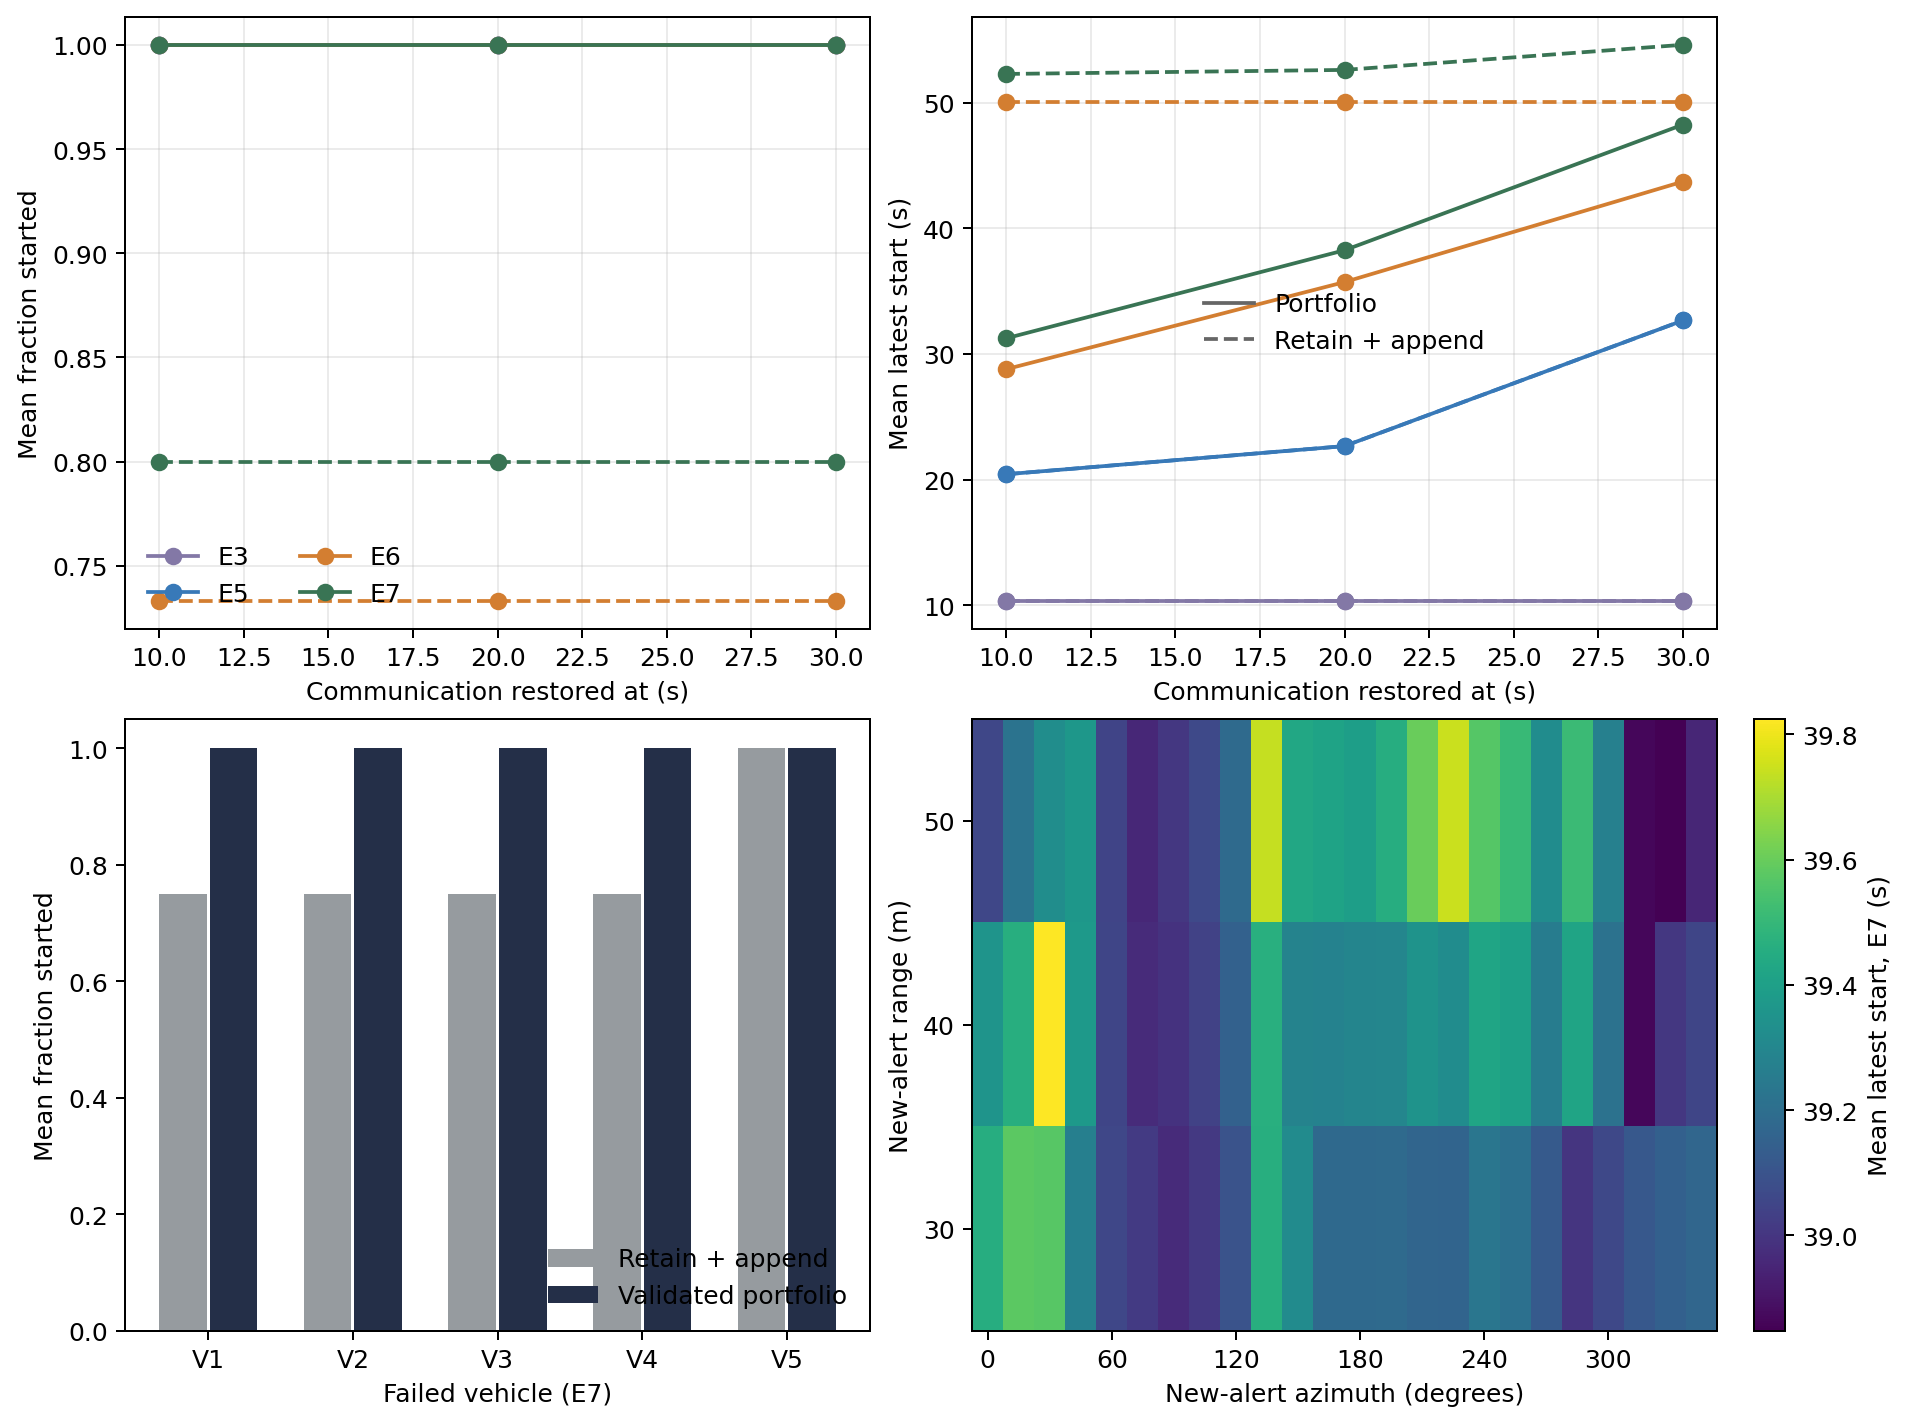 1.00
0.95
0.90
0.85
0.80
0.75
Mean fraction started
E3
E5
E6
E7
10.0 12.5 15.0 17.5 20.0 22.5 25.0 27.5 30.0
Communication restored at (s)
50
40
30
20
10
Mean latest start (s)
Portfolio
Retain + append
10.0 12.5 15.0 17.5 20.0 22.5 25.0 27.5 30.0
Communication restored at (s)
1.0
0.8
0.6
0.4
0.2
0.0
Mean fraction started
Retain + append
Validated portfolio
V1 V2 V3 V4 V5
Failed vehicle (E7)
50
40
30
New-alert range (m)
0 60 120 180 240 300
New-alert azimuth (degrees)
39.8
39.6
39.4
39.2
39.0
Mean latest start, E7 (s)